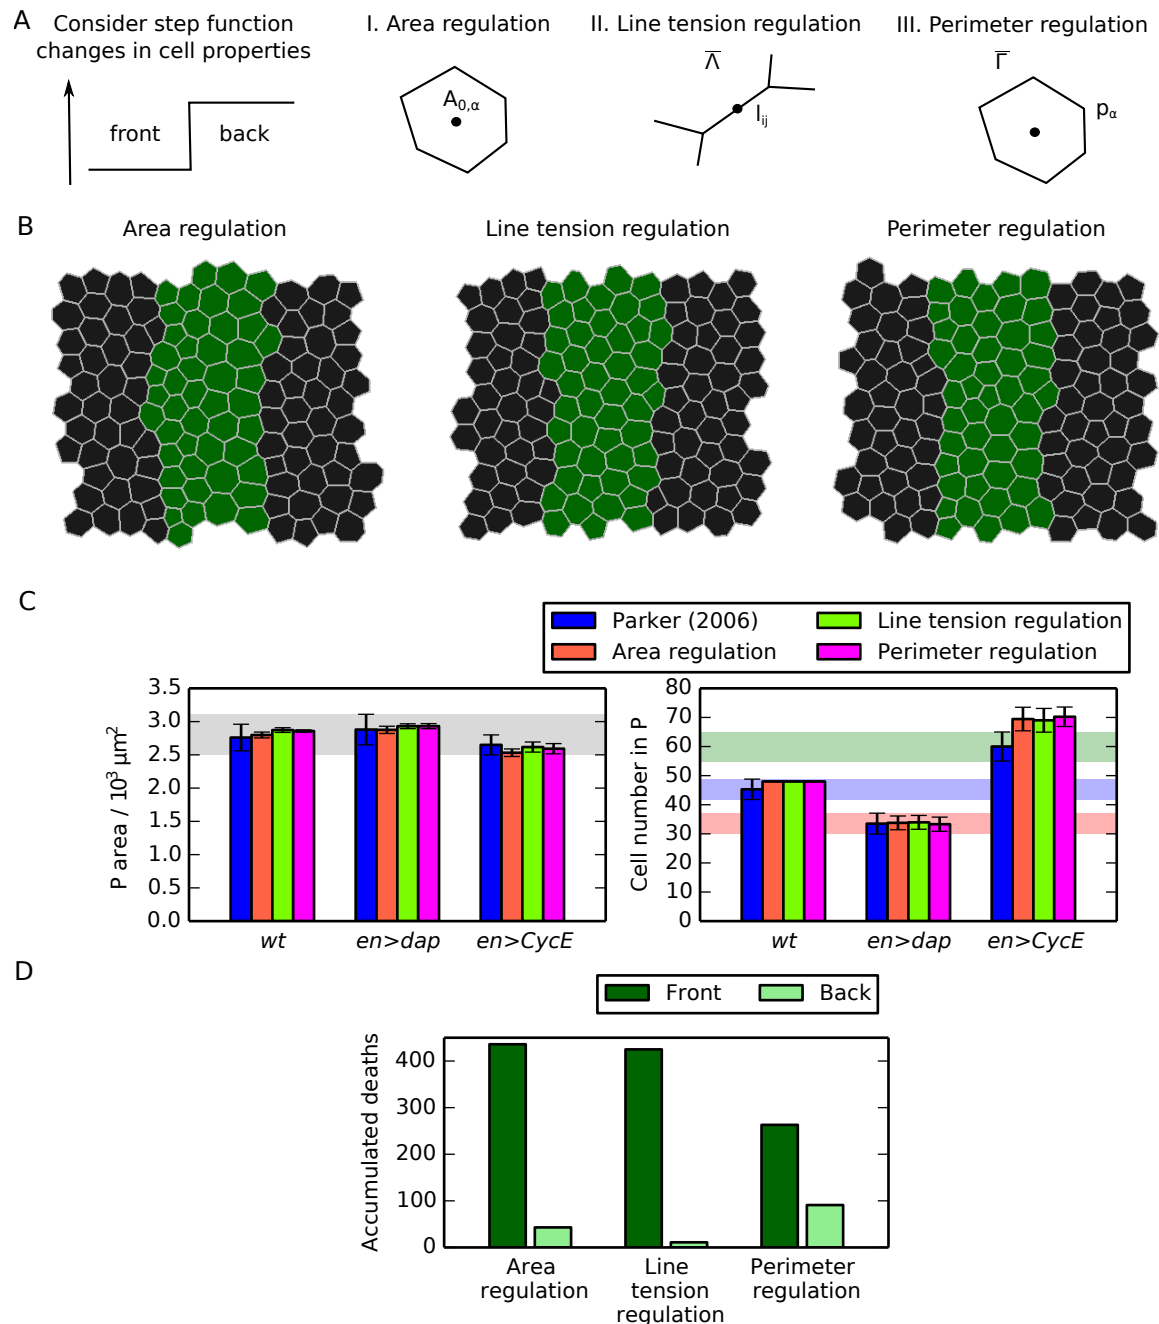 A
Consider step function
changes in cell properties
front
back
I. Area regulation
A0,α
II. Line tension regulation
Λ̅
lij
III. Perimeter regulation
Γ̅
pα
B
Area regulation
Line tension regulation
Perimeter regulation
C
Parker (2006)
Area regulation
Line tension regulation
Perimeter regulation
P area / 10³ μm²
3.5
3.0
2.5
2.0
1.5
1.0
0.5
0.0
wt
en>dap
en>CycE
Cell number in P
80
70
60
50
40
30
20
10
0
wt
en>dap
en>CycE
D
Front
Back
Accumulated deaths
400
300
200
100
0
Area
regulation
Line
tension
regulation
Perimeter
regulation